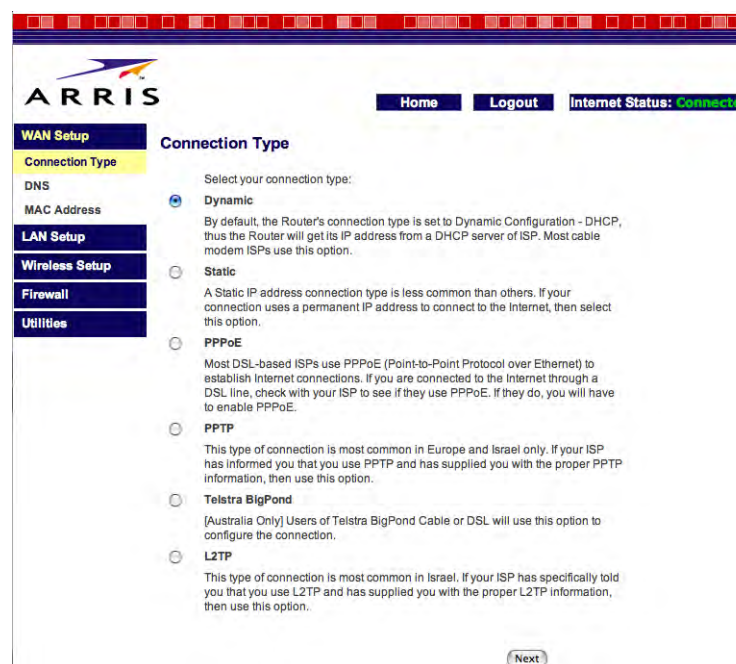 ARRIS
Home Logout Internet Status: Connecte
WAN Setup
Connection Type
DNS
MAC Address
LAN Setup
Wireless Setup
Firewall
Utilities
Connection Type
Select your connection type:
Dynamic
By default, the Router's connection type is set to Dynamic Configuration - DHCP,
thus the Router will get its IP address from a DHCP server of ISP. Most cable
modem ISPs use this option.
Static
A Static IP address connection type is less common than others. If your
connection uses a permanent IP address to connect to the Internet, then select
this option.
PPPoE
Most DSL-based ISPs use PPPoE (Point-to-Point Protocol over Ethernet) to
establish Internet connections. If you are connected to the Internet through a
DSL line, check with your ISP to see if they use PPPoE. If they do, you will have
to enable PPPoE.
PPTP
This type of connection is most common in Europe and Israel only. If your ISP
has informed you that you use PPTP and has supplied you with the proper PPTP
information, then use this option.
Telstra BigPond
[Australia Only] Users of Telstra BigPond Cable or DSL will use this option to
configure the connection.
L2TP
This type of connection is most common in Israel. If your ISP has specifically told
you that you use L2TP and has supplied you with the proper L2TP information,
then use this option.
Next